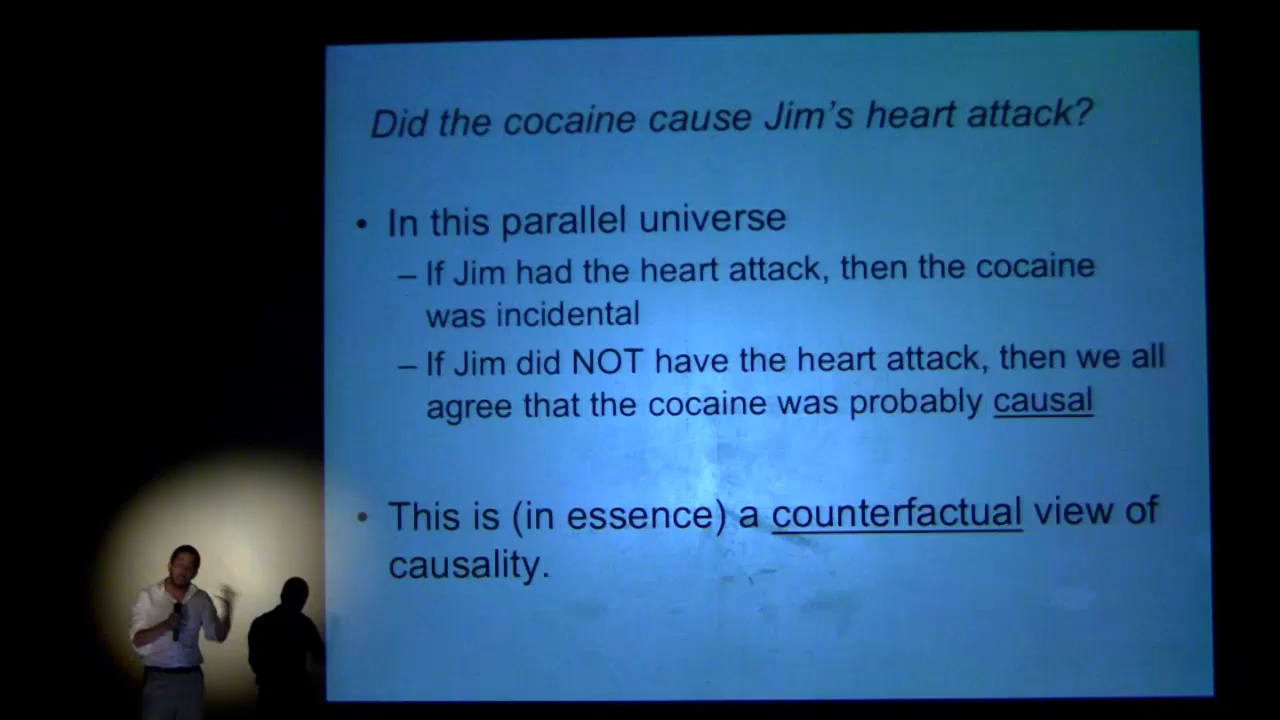 Did the cocaine cause Jim's heart attack?
• In this parallel universe
– If Jim had the heart attack, then the cocaine
was incidental
– If Jim did NOT have the heart attack, then we all
agree that the cocaine was probably causal
• This is (in essence) a counterfactual view of
causality.